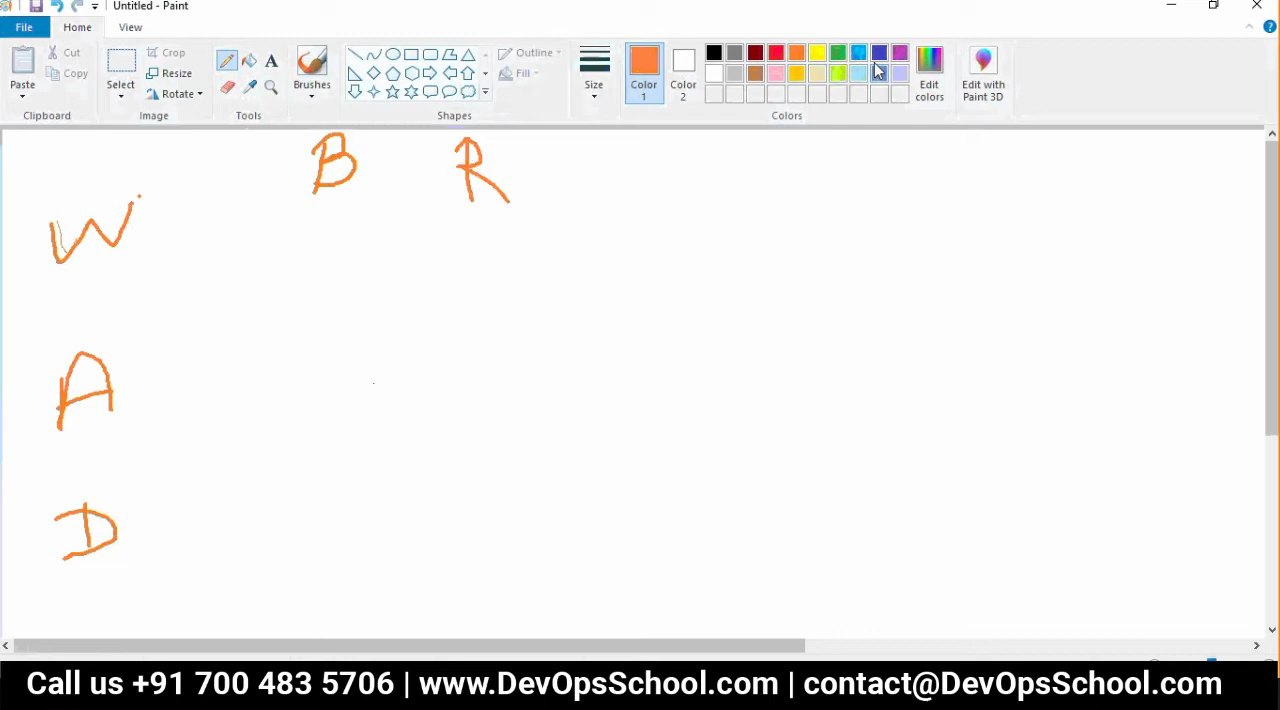 Untitled - Paint
File Home View
Paste
Cut
Copy
Clipboard
Select
Crop
Resize
Rotate
Image
Tools
Brushes
Shapes
Outline
Fill
Size
Color 1
Color 2
Colors
Edit colors
Edit with Paint 3D
B R
W
A
D
Call us +91 700 483 5706 | www.DevOpsSchool.com | contact@DevOpsSchool.com